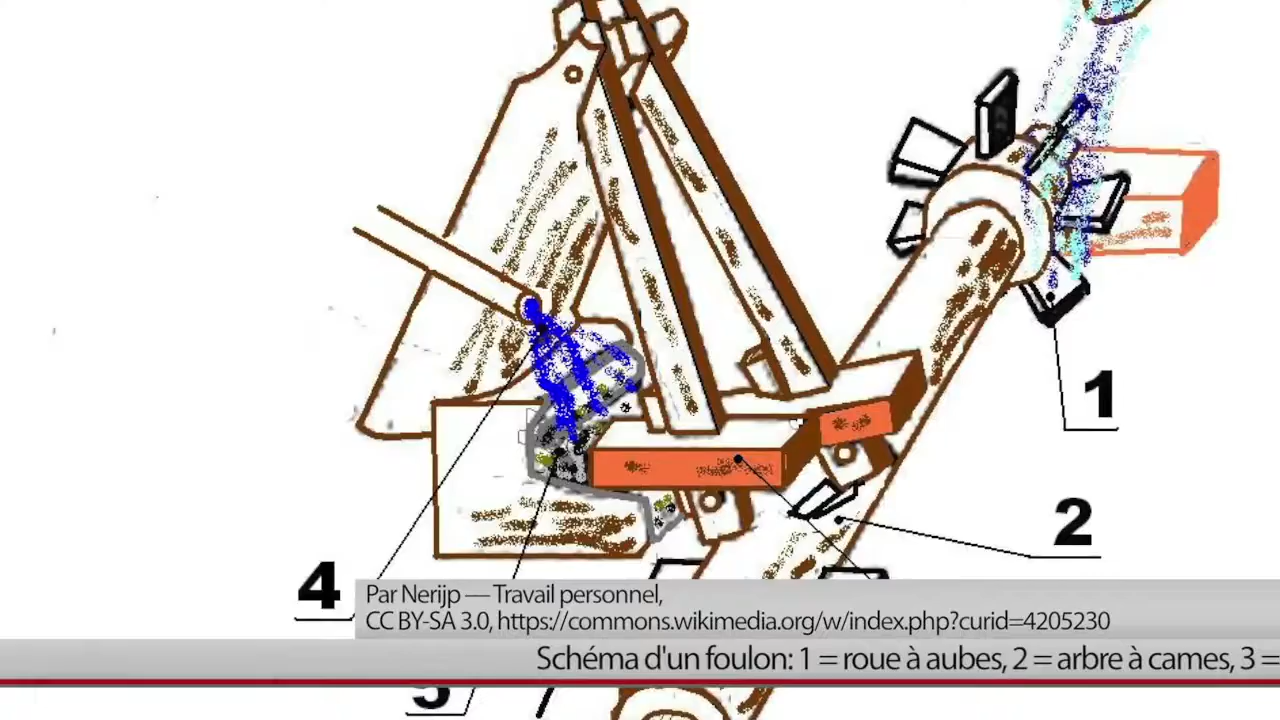 1
2
4
Par Nerijp — Travail personnel,
CC BY-SA 3.0, https://commons.wikimedia.org/w/index.php?curid=4205230
Schéma d'un foulon: 1 = roue à aubes, 2 = arbre à cames, 3 =
5